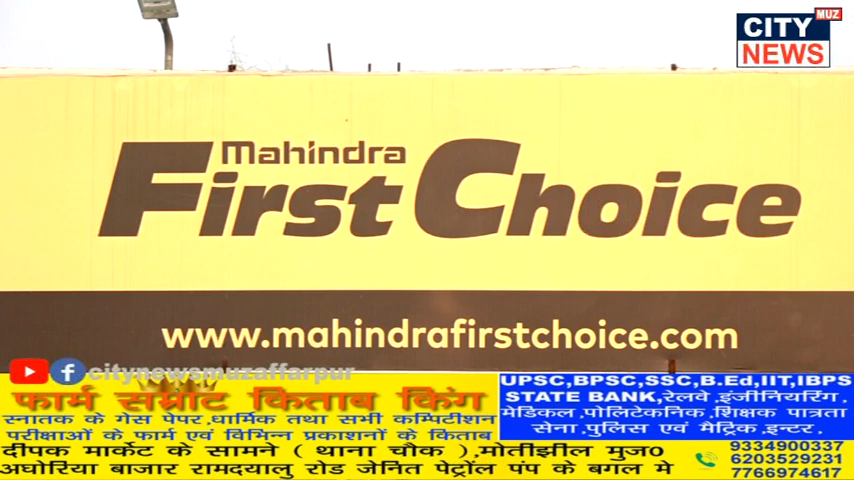 MUZ
CITY
NEWS
Mahindra
First Choice
www.mahindrafirstchoice.com
citynewsmuzaffarpur
फार्म सम्राट किताब किंग
स्नातक के गेस पेपर,धार्मिक तथा सभी कम्पिटीशन
परीक्षाओं के फार्म एवं विभिन्न प्रकाशनों के किताब
UPSC,BPSC,SSC,B.Ed,IIT,IBPS
STATE BANK,रेलवे,इंजीनियरिंग,
मेडिकल,पोलिटेकनिक,शिक्षक पात्रता
सेना,पुलिस एवं मैट्रिक,इन्टर,
दीपक मार्केट के सामने ( थाना चौक ),मोतीझील मुज0
अघोरिया बाजार रामदयालु रोड जेनित पेट्रोंल पंप के बगल मे
9334900337
6203529231
7766974617